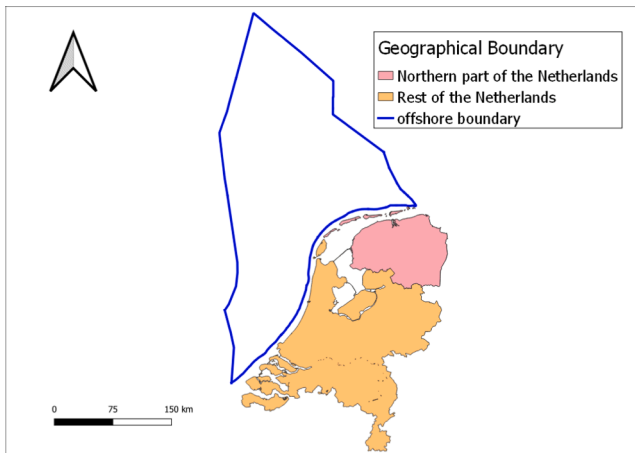 Geographical Boundary
Northern part of the Netherlands
Rest of the Netherlands
offshore boundary
0 75 150 km